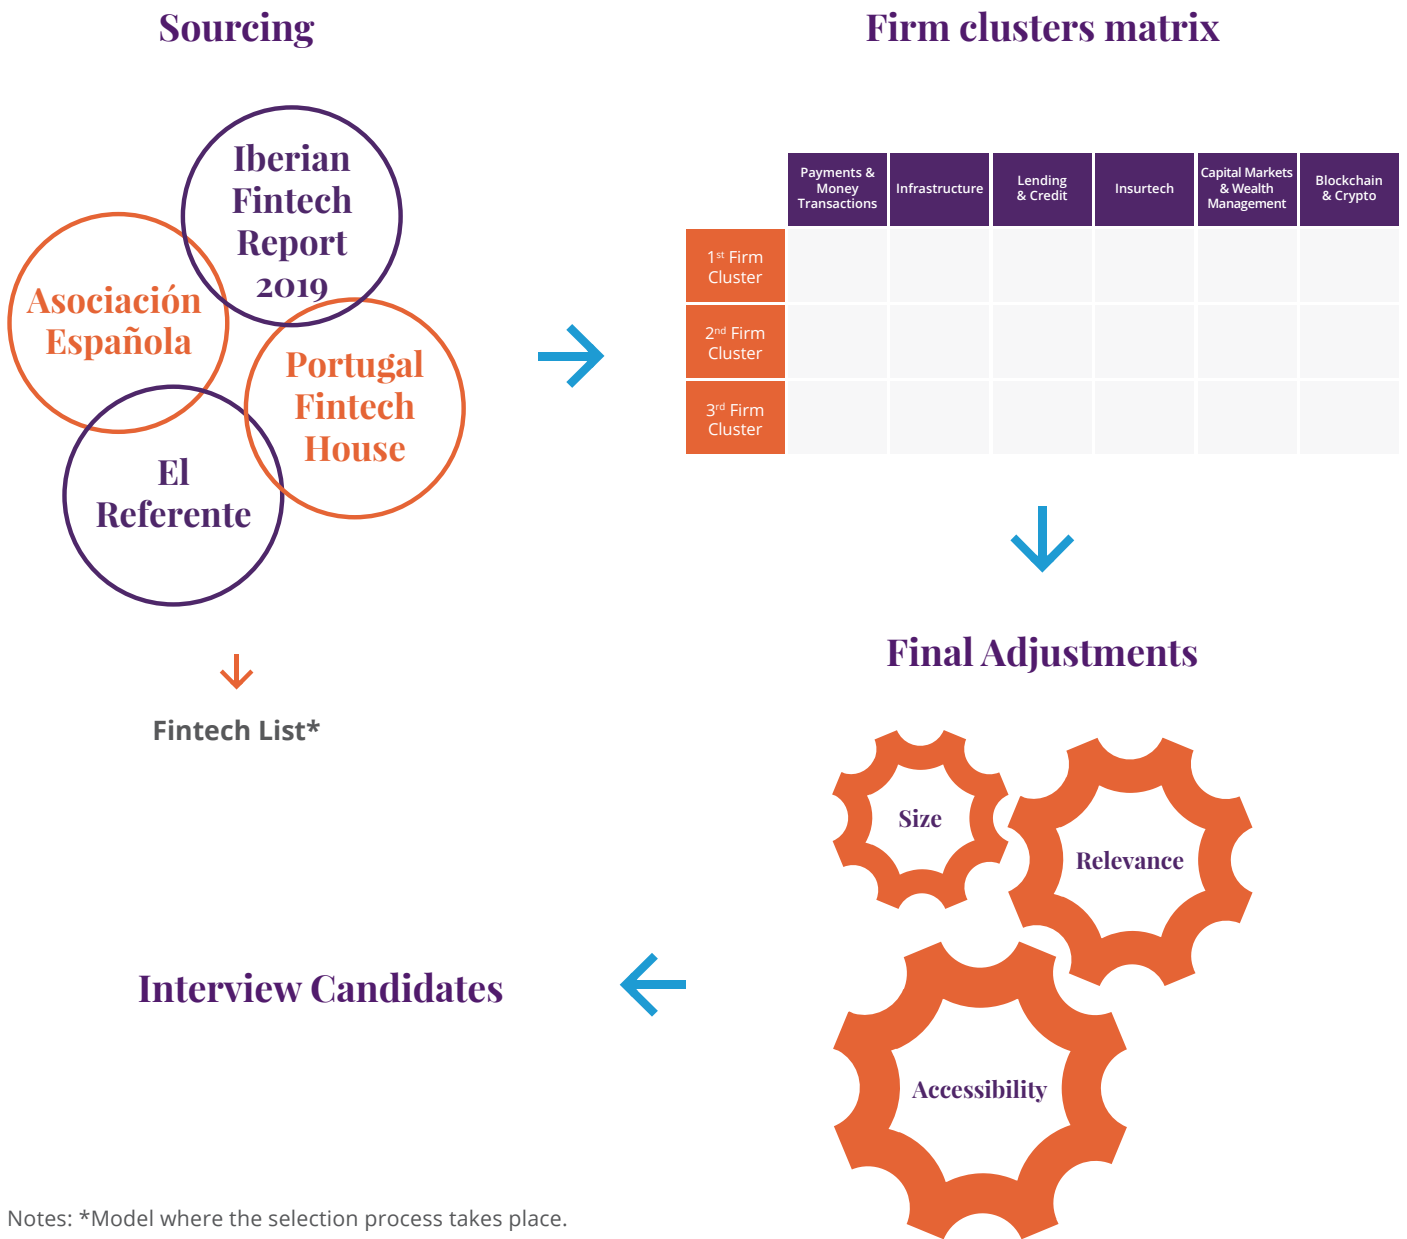 Sourcing
Iberian
Fintech
Report
2019
Asociación
Española
Portugal
Fintech
House
El
Referente
Fintech List*
Firm clusters matrix
Payments &
Money
Transactions
Infrastructure
Lending
& Credit
Insurtech
Capital Markets
& Wealth
Management
Blockchain
& Crypto
1st Firm
Cluster
2nd Firm
Cluster
3rd Firm
Cluster
Final Adjustments
Size
Relevance
Accessibility
Interview Candidates
Notes: *Model where the selection process takes place.